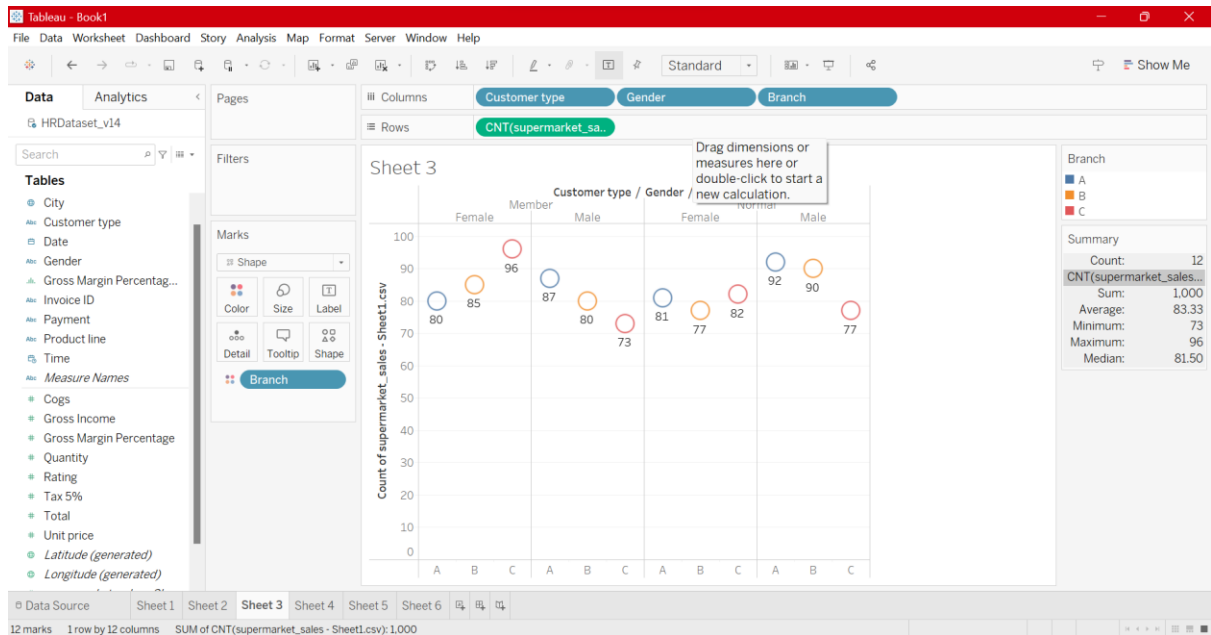 Tableau - Book1
File Data Worksheet Dashboard Story Analysis Map Format Server Window Help
Standard
Show Me
Data Analytics
HRDataset_v14
Search
Tables
City
Abc Customer type
Date
Abc Gender
Gross Margin Percentag...
Abc Invoice ID
Abc Payment
Abc Product line
Time
Abc Measure Names
# Cogs
# Gross Income
# Gross Margin Percentage
# Quantity
# Rating
# Tax 5%
# Total
# Unit price
Latitude (generated)
Longitude (generated)
Pages
Filters
Marks
Shape
Color Size Label
Detail Tooltip Shape
Branch
Columns Customer type Gender Branch
Rows CNT(supermarket_sa..
Drag dimensions or
measures here or
double-click to start a
new calculation.
Sheet 3
Customer type / Gender /
Member Normal
Female Male Female Male
Count of supermarket_sales - Sheet1.csv
100
90
80
70
60
50
40
30
20
10
0
80 85 96 87 80 73 81 77 82 92 90 77
A B C A B C A B C A B C
Branch
A
B
C
Summary
Count: 12
CNT(supermarket_sales...
Sum: 1,000
Average: 83.33
Minimum: 73
Maximum: 96
Median: 81.50
Data Source Sheet 1 Sheet 2 Sheet 3 Sheet 4 Sheet 5 Sheet 6
12 marks 1 row by 12 columns SUM of CNT(supermarket_sales - Sheet1.csv): 1,000